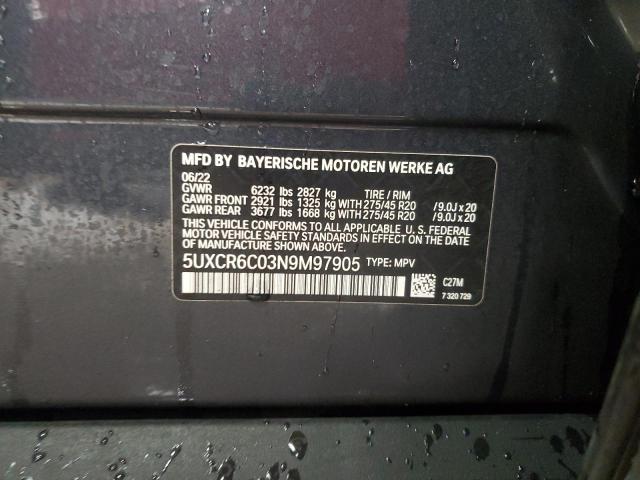 MFD BY BAYERISCHE MOTOREN WERKE AG
06/22
GVWR 6232 lbs 2827 kg TIRE / RIM
GAWR FRONT 2921 lbs 1325 kg WITH 275/45 R20 /9.0J x 20
GAWR REAR 3677 lbs 1668 kg WITH 275/45 R20 /9.0J x 20
THIS VEHICLE CONFORMS TO ALL APPLICABLE U. S. FEDERAL
MOTOR VEHICLE SAFETY STANDARDS IN EFFECT ON THE
DATE OF MANUFACTURE SHOWN ABOVE.
5UXCR6C03N9M97905 TYPE: MPV
C27M
7 320 729